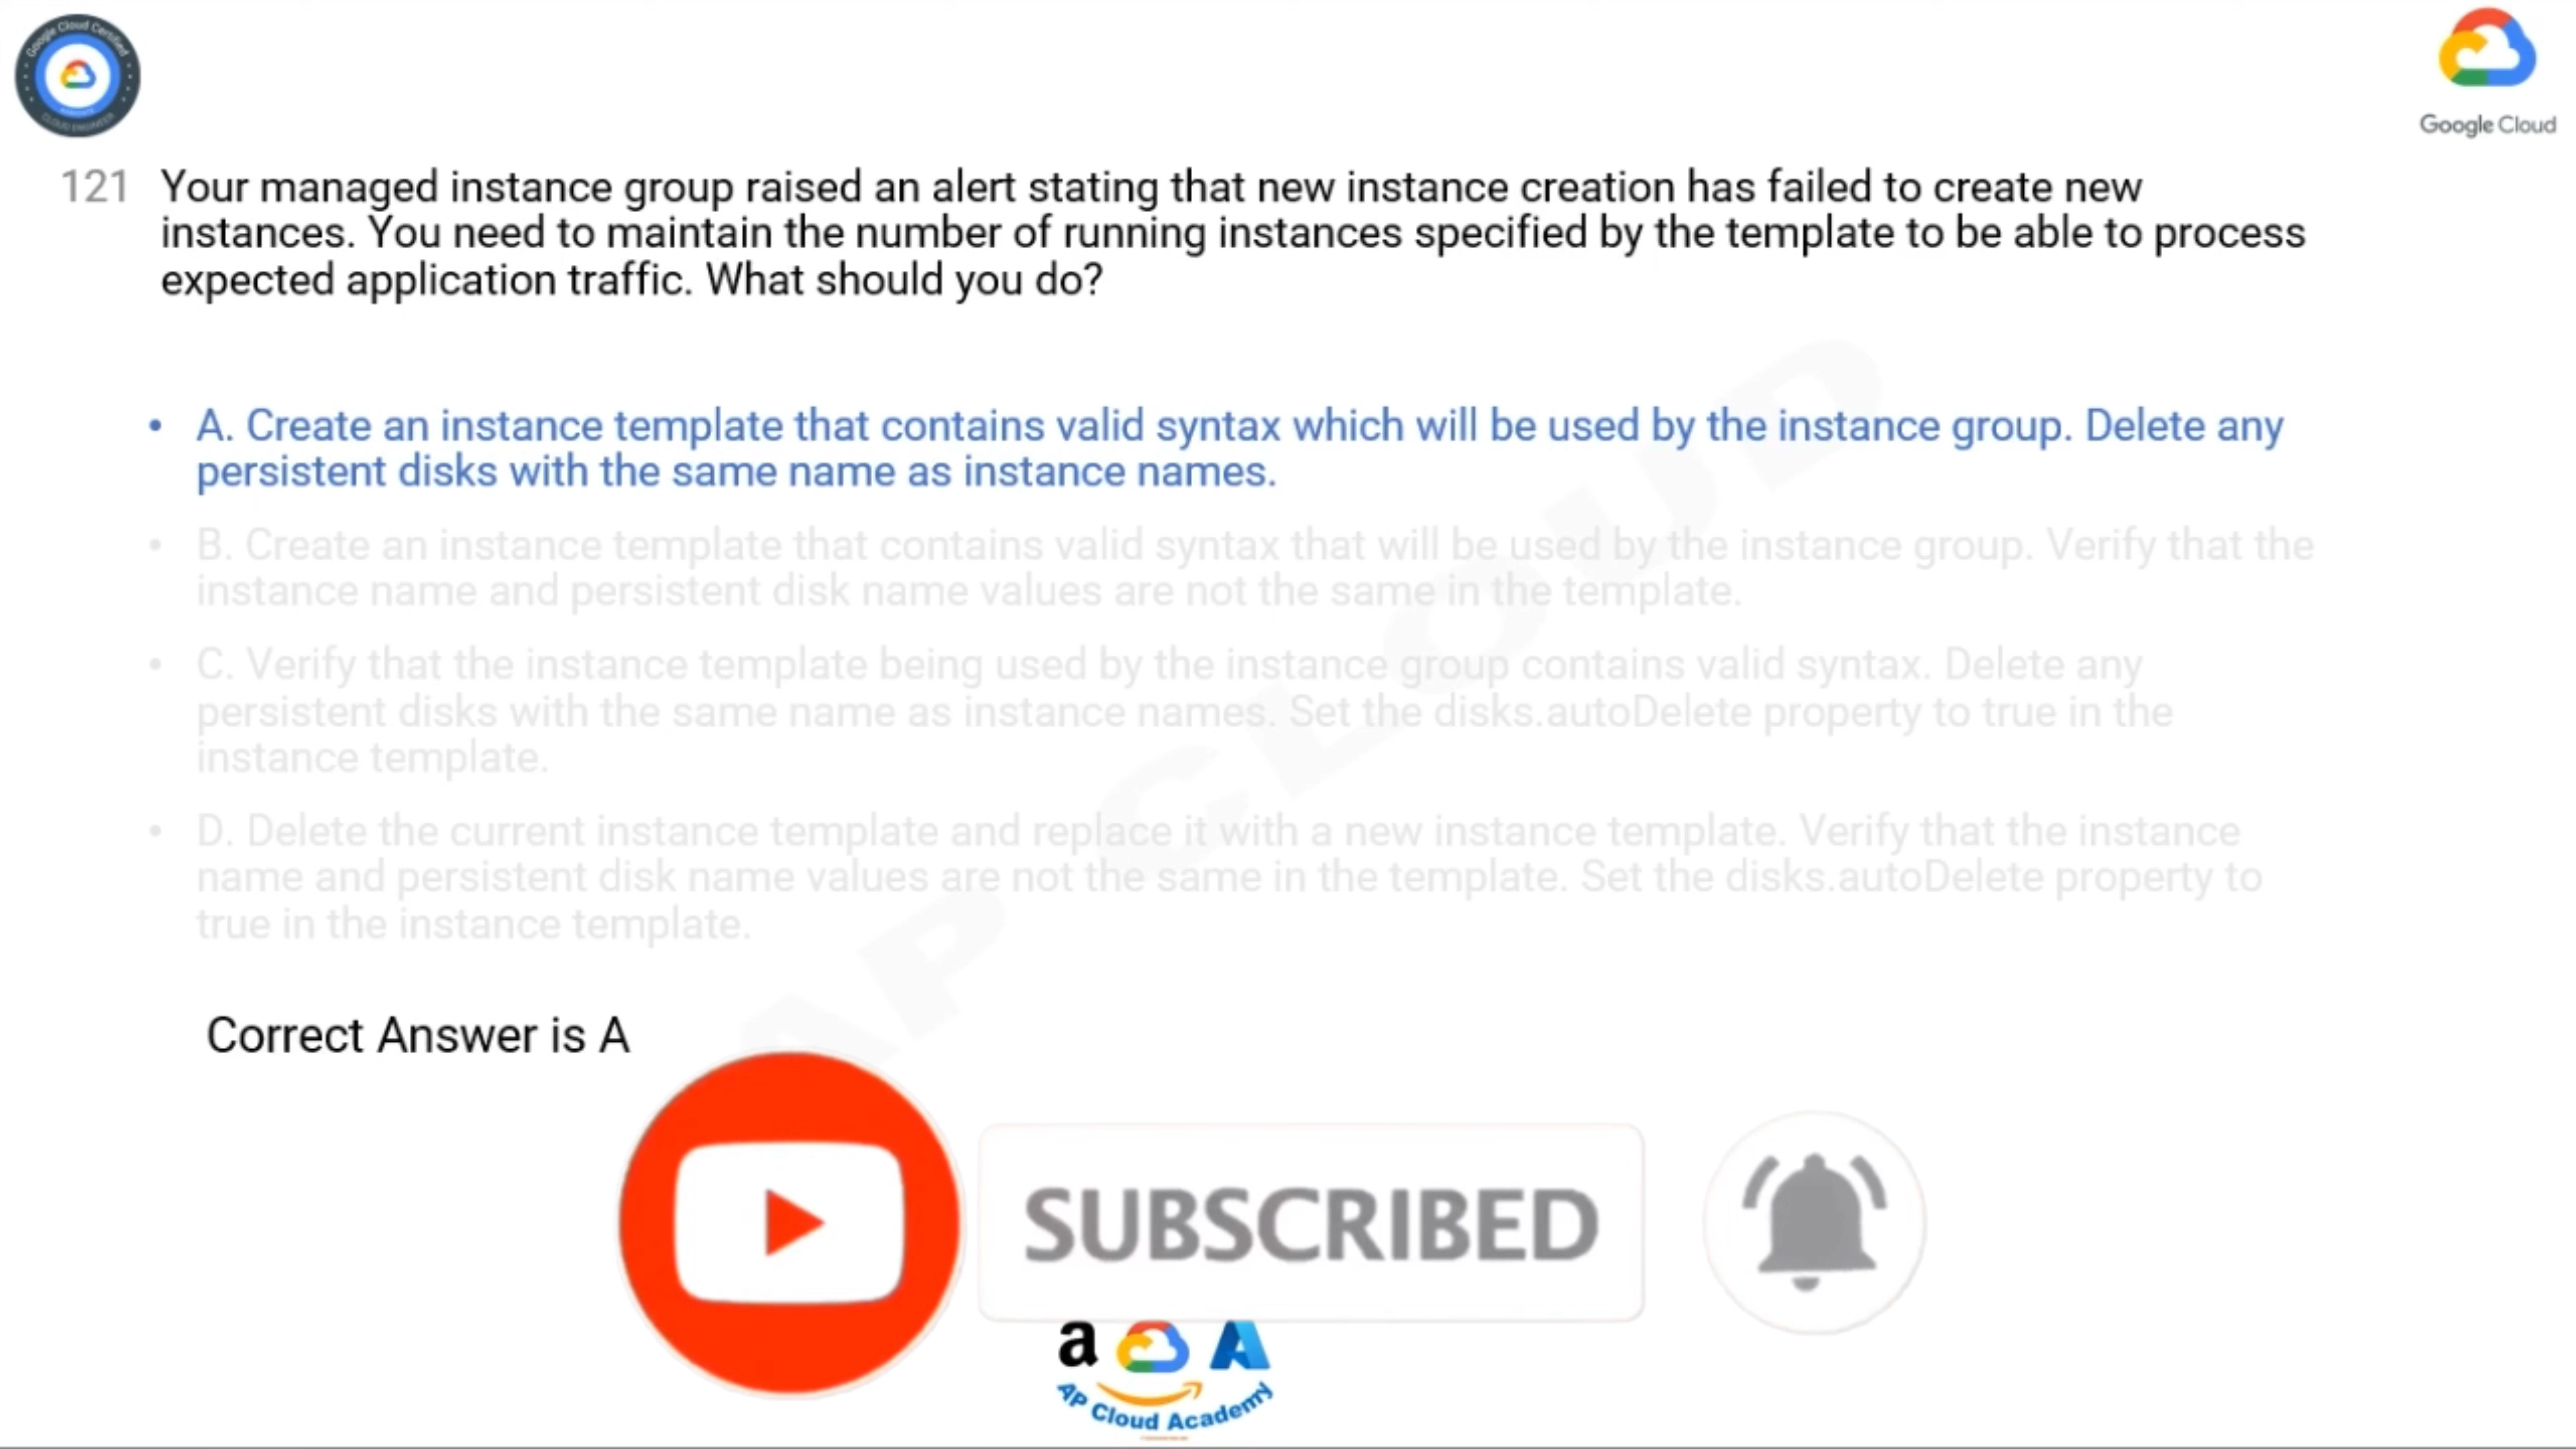 Google Cloud Certified
CLOUD ENGINEER
Google Cloud
121 Your managed instance group raised an alert stating that new instance creation has failed to create new
instances. You need to maintain the number of running instances specified by the template to be able to process
expected application traffic. What should you do?
• A. Create an instance template that contains valid syntax which will be used by the instance group. Delete any
persistent disks with the same name as instance names.
• B. Create an instance template that contains valid syntax that will be used by the instance group. Verify that the
instance name and persistent disk name values are not the same in the template.
• C. Verify that the instance template being used by the instance group contains valid syntax. Delete any
persistent disks with the same name as instance names. Set the disks.autoDelete property to true in the
instance template.
• D. Delete the current instance template and replace it with a new instance template. Verify that the instance
name and persistent disk name values are not the same in the template. Set the disks.autoDelete property to
true in the instance template.
AP CLOUD
Correct Answer is A
SUBSCRIBED
a
AP Cloud Academy